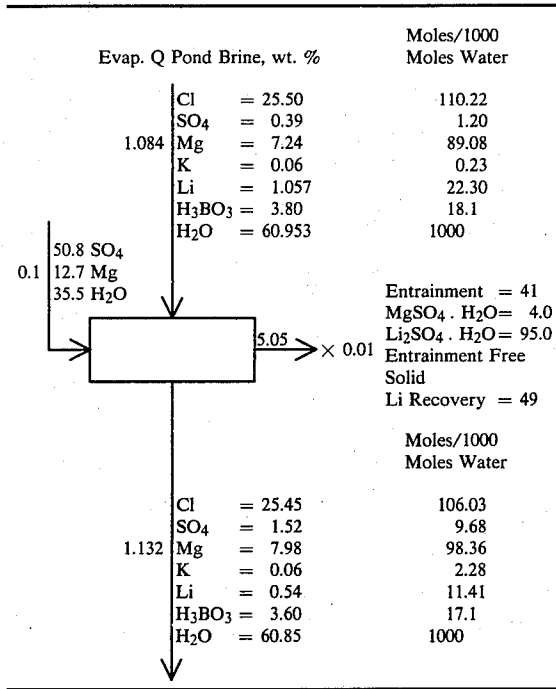 Moles/1000
Evap. Q Pond Brine, wt. % Moles Water
Cl = 25.50 110.22
SO4 = 0.39 1.20
1.084 Mg = 7.24 89.08
K = 0.06 0.23
Li = 1.057 22.30
H3BO3 = 3.80 18.1
H2O = 60.953 1000
50.8 SO4
0.1 12.7 Mg
35.5 H2O
Entrainment = 41
MgSO4 . H2O = 4.0
5.05 × 0.01 Li2SO4 . H2O = 95.0
Entrainment Free
Solid
Li Recovery = 49
Moles/1000
Moles Water
Cl = 25.45 106.03
SO4 = 1.52 9.68
1.132 Mg = 7.98 98.36
K = 0.06 2.28
Li = 0.54 11.41
H3BO3 = 3.60 17.1
H2O = 60.85 1000